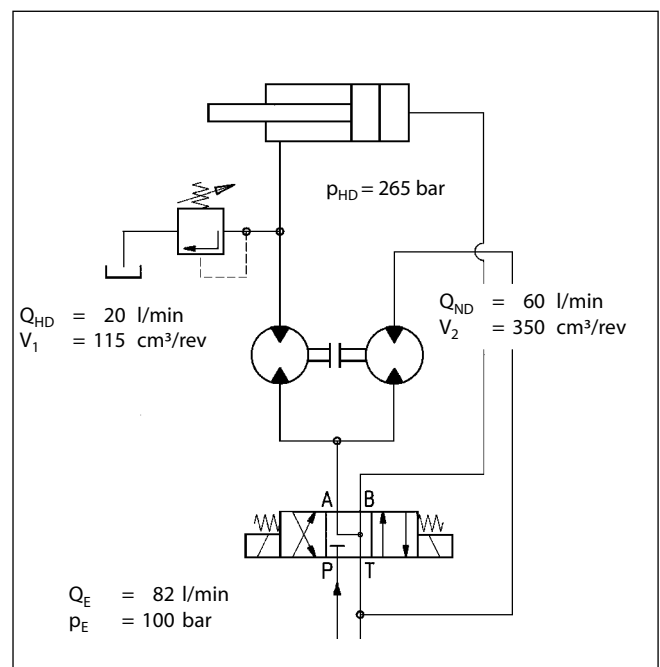 p_HD = 265 bar
Q_HD = 20 l/min
V_1 = 115 cm³/rev
Q_ND = 60 l/min
V_2 = 350 cm³/rev
A B
P T
Q_E = 82 l/min
p_E = 100 bar